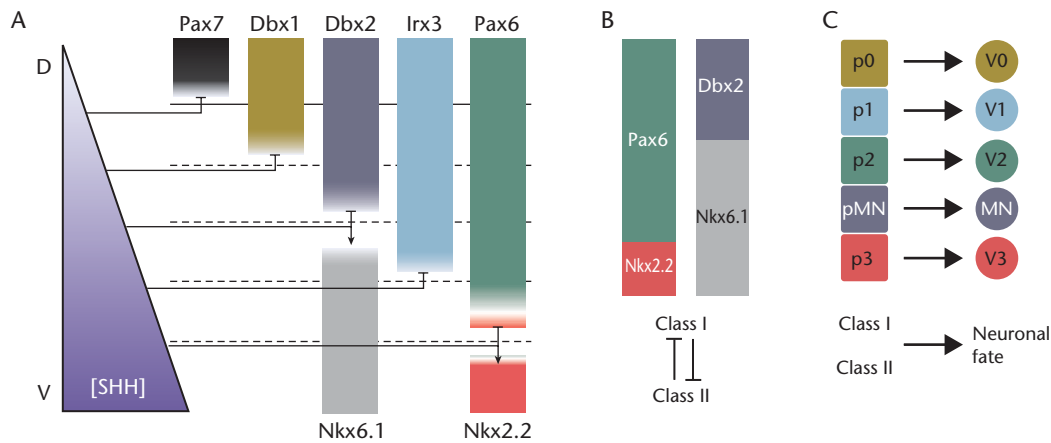 A
Pax7 Dbx1 Dbx2 Irx3 Pax6
D
[SHH]
V
Nkx6.1 Nkx2.2
B
Dbx2
Pax6
Nkx6.1
Nkx2.2
Class I
Class II
C
p0 V0
p1 V1
p2 V2
pMN MN
p3 V3
Class I
Class II
Neuronal
fate